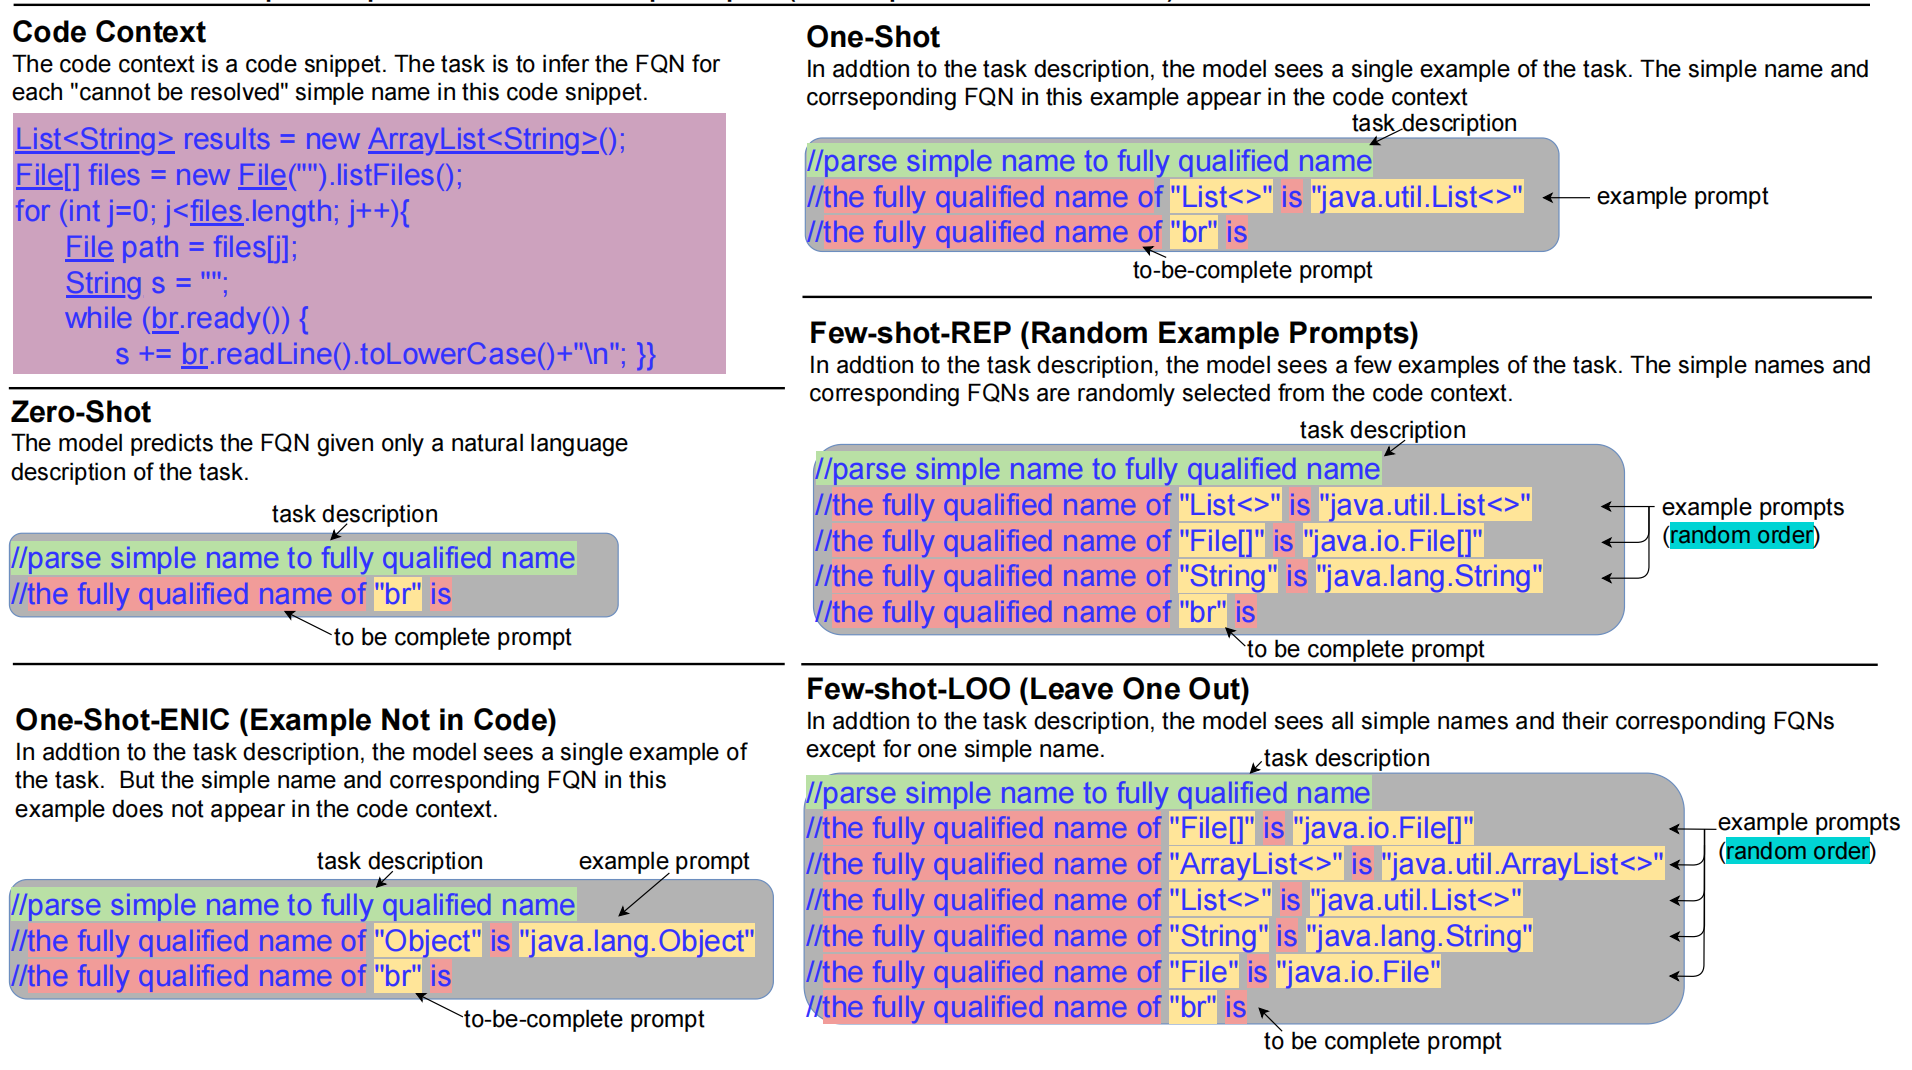 Code Context
The code context is a code snippet. The task is to infer the FQN for
each "cannot be resolved" simple name in this code snippet.
List<String> results = new ArrayList<String>();
File[] files = new File("").listFiles();
for (int j=0; j<files.length; j++){
File path = files[j];
String s = "";
while (br.ready()) {
s += br.readLine().toLowerCase()+"\n"; }}
Zero-Shot
The model predicts the FQN given only a natural language
description of the task.
task description
//parse simple name to fully qualified name
//the fully qualified name of "br" is
to be complete prompt
One-Shot-ENIC (Example Not in Code)
In addtion to the task description, the model sees a single example of
the task.  But the simple name and corresponding FQN in this
example does not appear in the code context.
task description
example prompt
//parse simple name to fully qualified name
//the fully qualified name of "Object" is "java.lang.Object"
//the fully qualified name of "br" is
to-be-complete prompt
One-Shot
In addtion to the task description, the model sees a single example of the task. The simple name and
corrseponding FQN in this example appear in the code context
task description
//parse simple name to fully qualified name
//the fully qualified name of "List<>" is "java.util.List<>"
example prompt
//the fully qualified name of "br" is
to-be-complete prompt
Few-shot-REP (Random Example Prompts)
In addtion to the task description, the model sees a few examples of the task. The simple names and
corresponding FQNs are randomly selected from the code context.
task description
//parse simple name to fully qualified name
//the fully qualified name of "List<>" is "java.util.List<>"
//the fully qualified name of "File[]" is "java.io.File[]"
//the fully qualified name of "String" is "java.lang.String"
//the fully qualified name of "br" is
example prompts
(random order)
to be complete prompt
Few-shot-LOO (Leave One Out)
In addtion to the task description, the model sees all simple names and their corresponding FQNs
except for one simple name.
task description
//parse simple name to fully qualified name
//the fully qualified name of "File[]" is "java.io.File[]"
//the fully qualified name of "ArrayList<>" is "java.util.ArrayList<>"
//the fully qualified name of "List<>" is "java.util.List<>"
//the fully qualified name of "String" is "java.lang.String"
//the fully qualified name of "File" is "java.io.File"
//the fully qualified name of "br" is
example prompts
(random order)
to be complete prompt